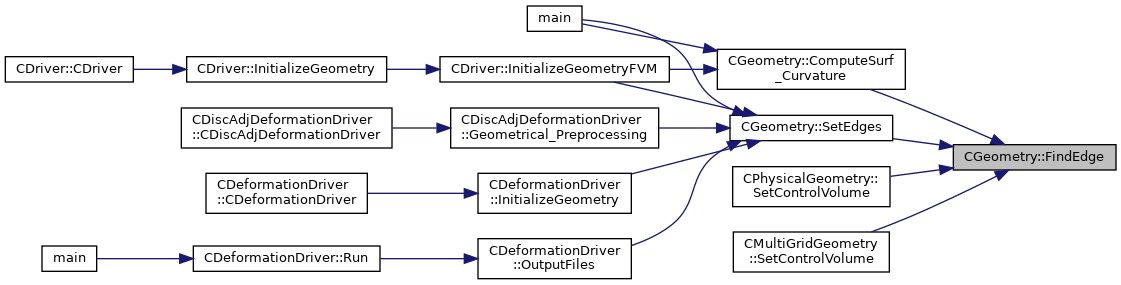 main
CDriver::CDriver
CDriver::InitializeGeometry
CDriver::InitializeGeometryFVM
CGeometry::ComputeSurf
_Curvature
CDiscAdjDeformationDriver
::CDiscAdjDeformationDriver
CDiscAdjDeformationDriver
::Geometrical_Preprocessing
CGeometry::SetEdges
CGeometry::FindEdge
CDeformationDriver
::CDeformationDriver
CDeformationDriver
::InitializeGeometry
CPhysicalGeometry::
SetControlVolume
main
CDeformationDriver::Run
CDeformationDriver
::OutputFiles
CMultiGridGeometry
::SetControlVolume